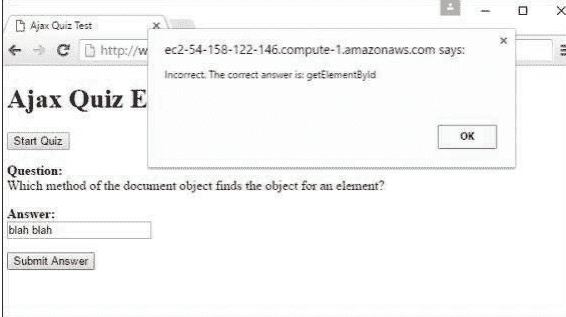 Ajax Quiz Test
http://w
ec2-54-158-122-146.compute-1.amazonaws.com says:
Incorrect. The correct answer is: getElementById
OK
Ajax Quiz E
Start Quiz
Question:
Which method of the document object finds the object for an element?
Answer:
blah blah
Submit Answer